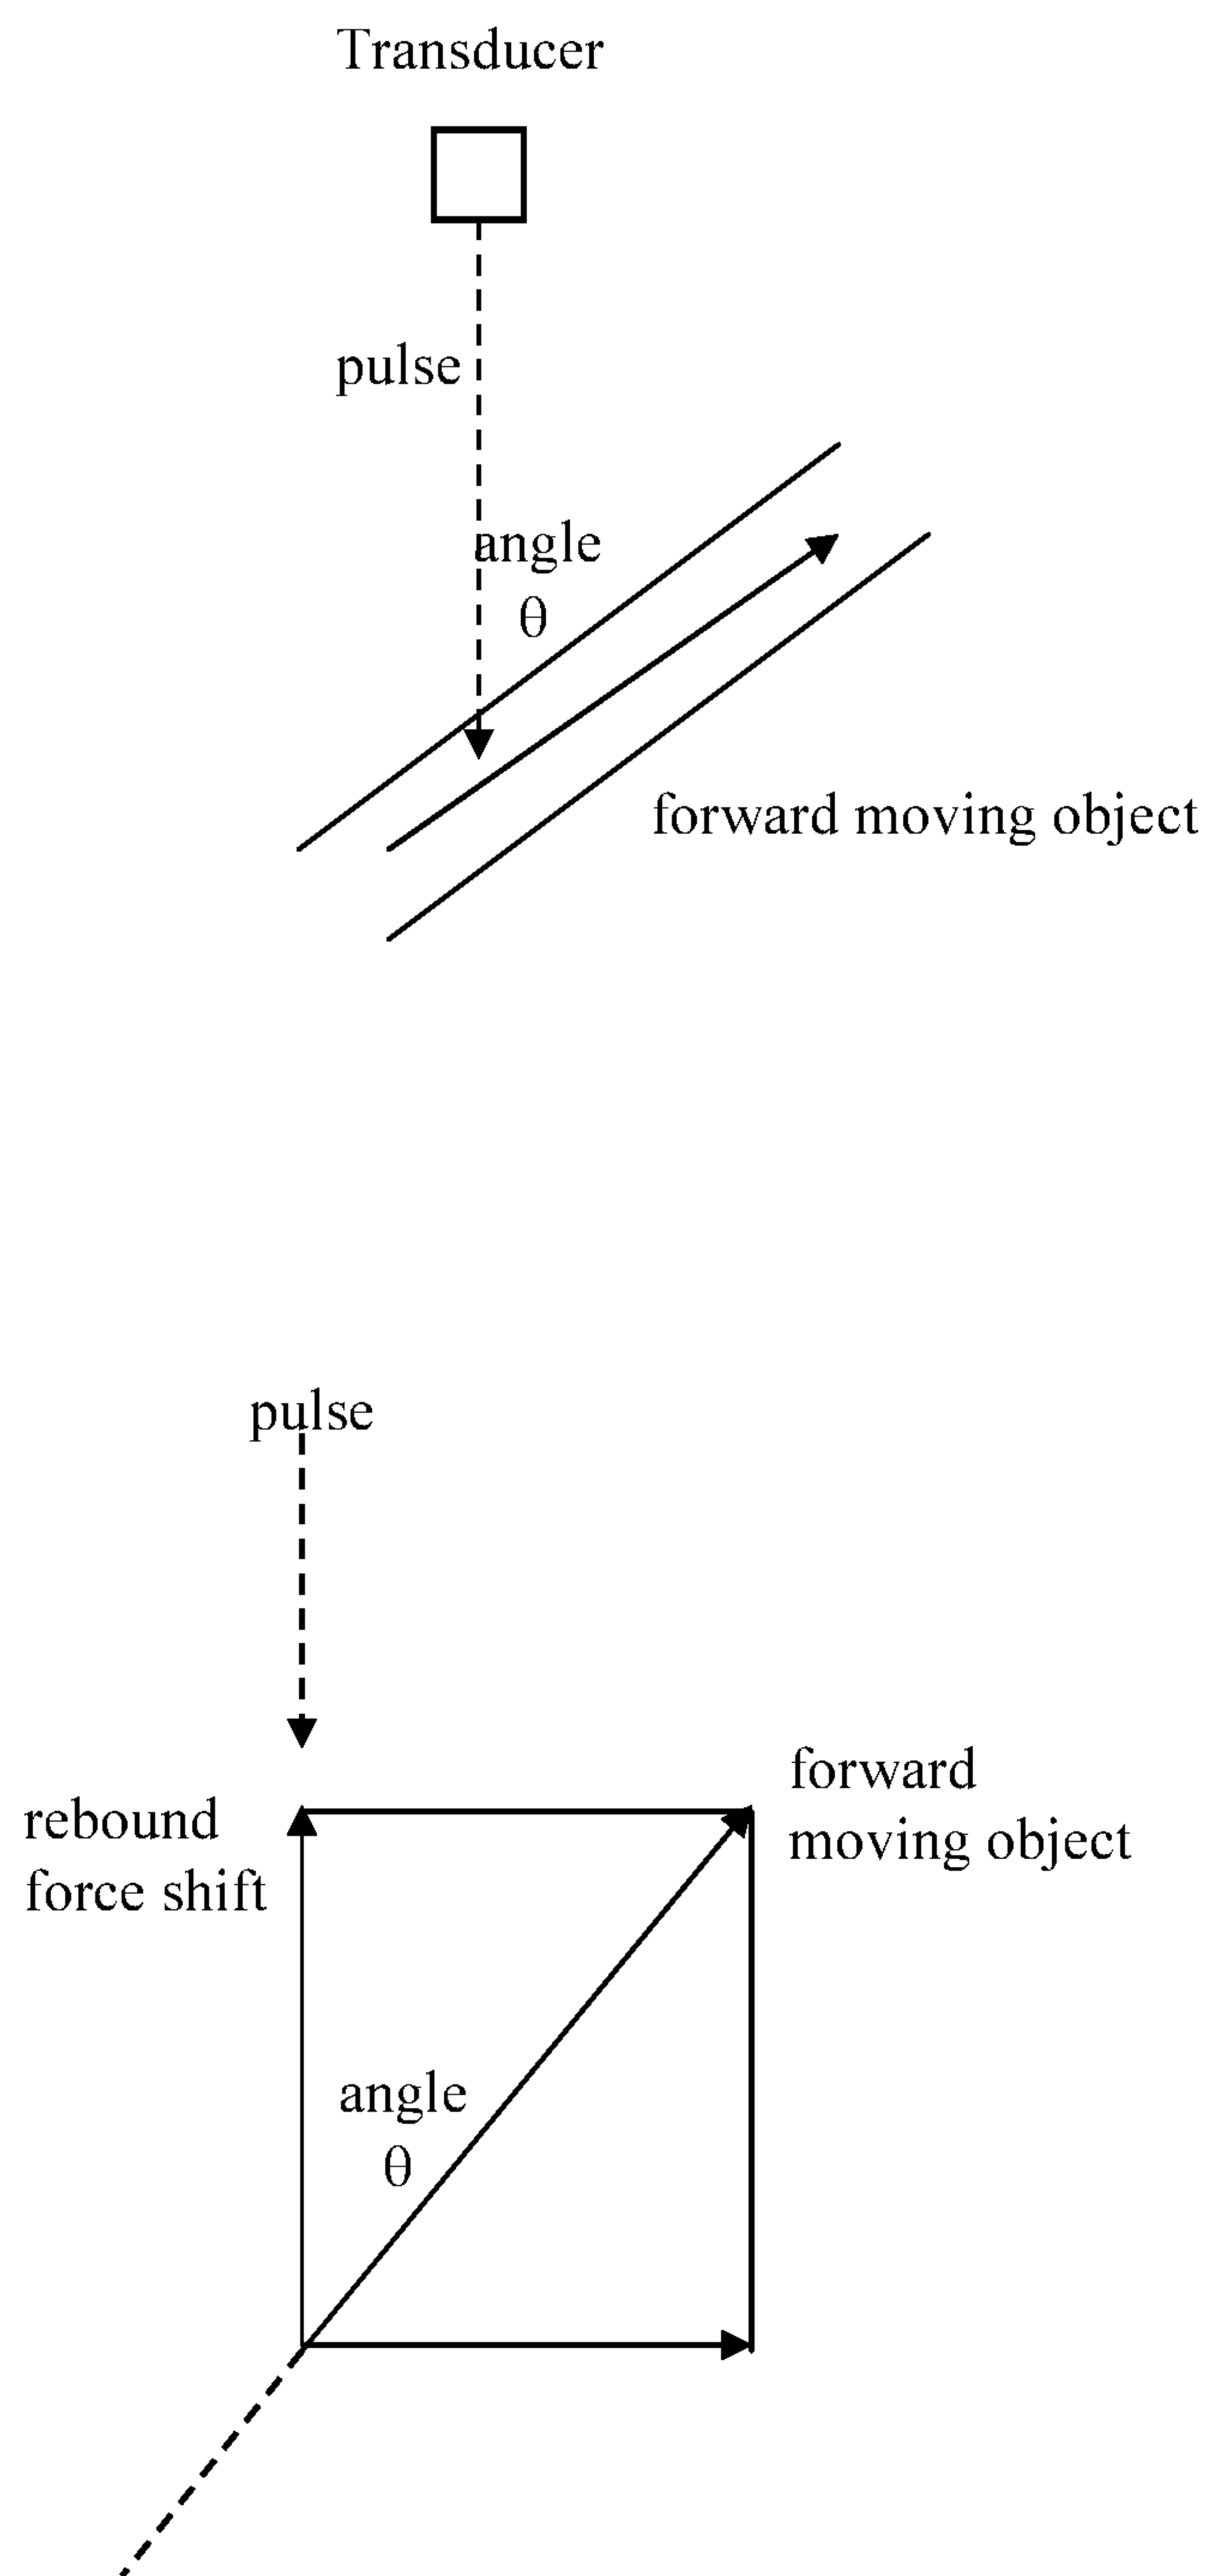 Transducer
pulse
angle
θ
forward moving object
pulse
forward
moving object
rebound
force shift
angle
θ